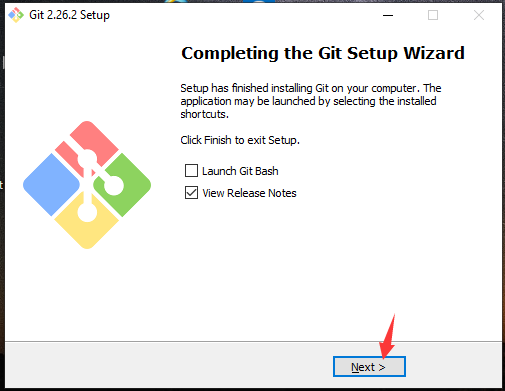 Git 2.26.2 Setup
Completing the Git Setup Wizard
Setup has finished installing Git on your computer. The
application may be launched by selecting the installed
shortcuts.
Click Finish to exit Setup.
Launch Git Bash
View Release Notes
Next >